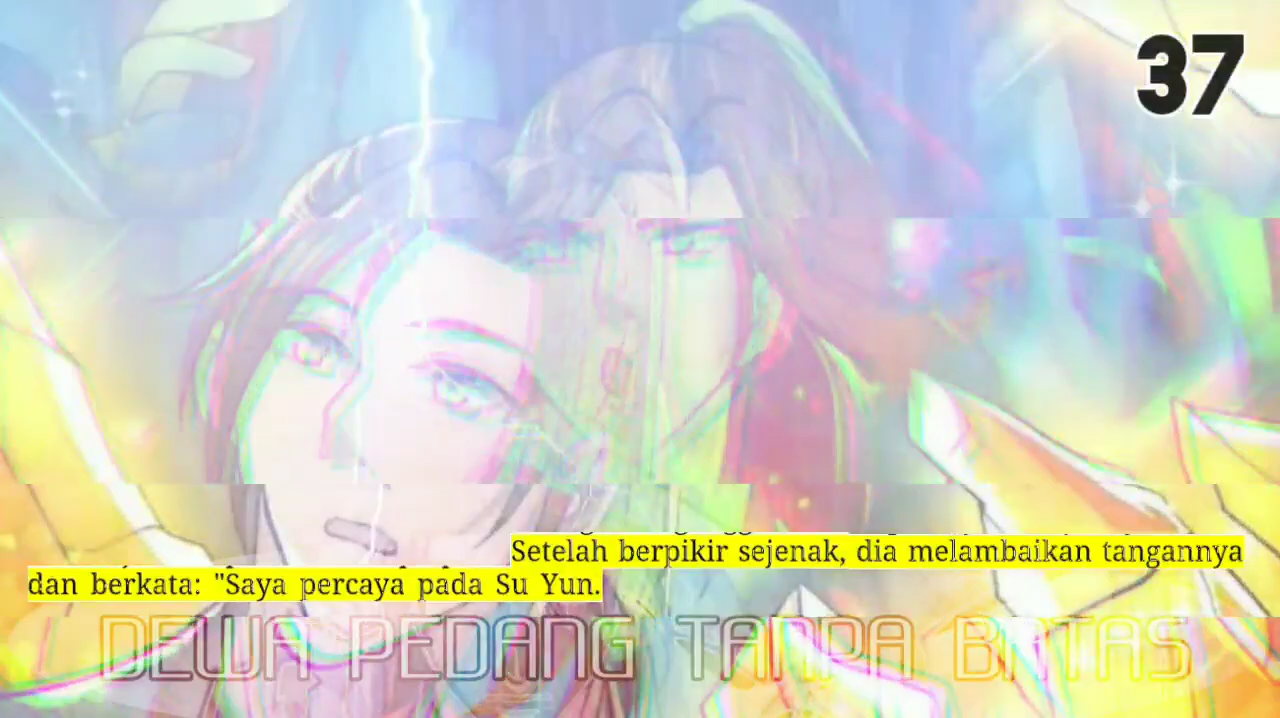 37
Setelah berpikir sejenak, dia melambaikan tangannya
dan berkata: "Saya percaya pada Su Yun.
DEWA PEDANG TANPA BATAS